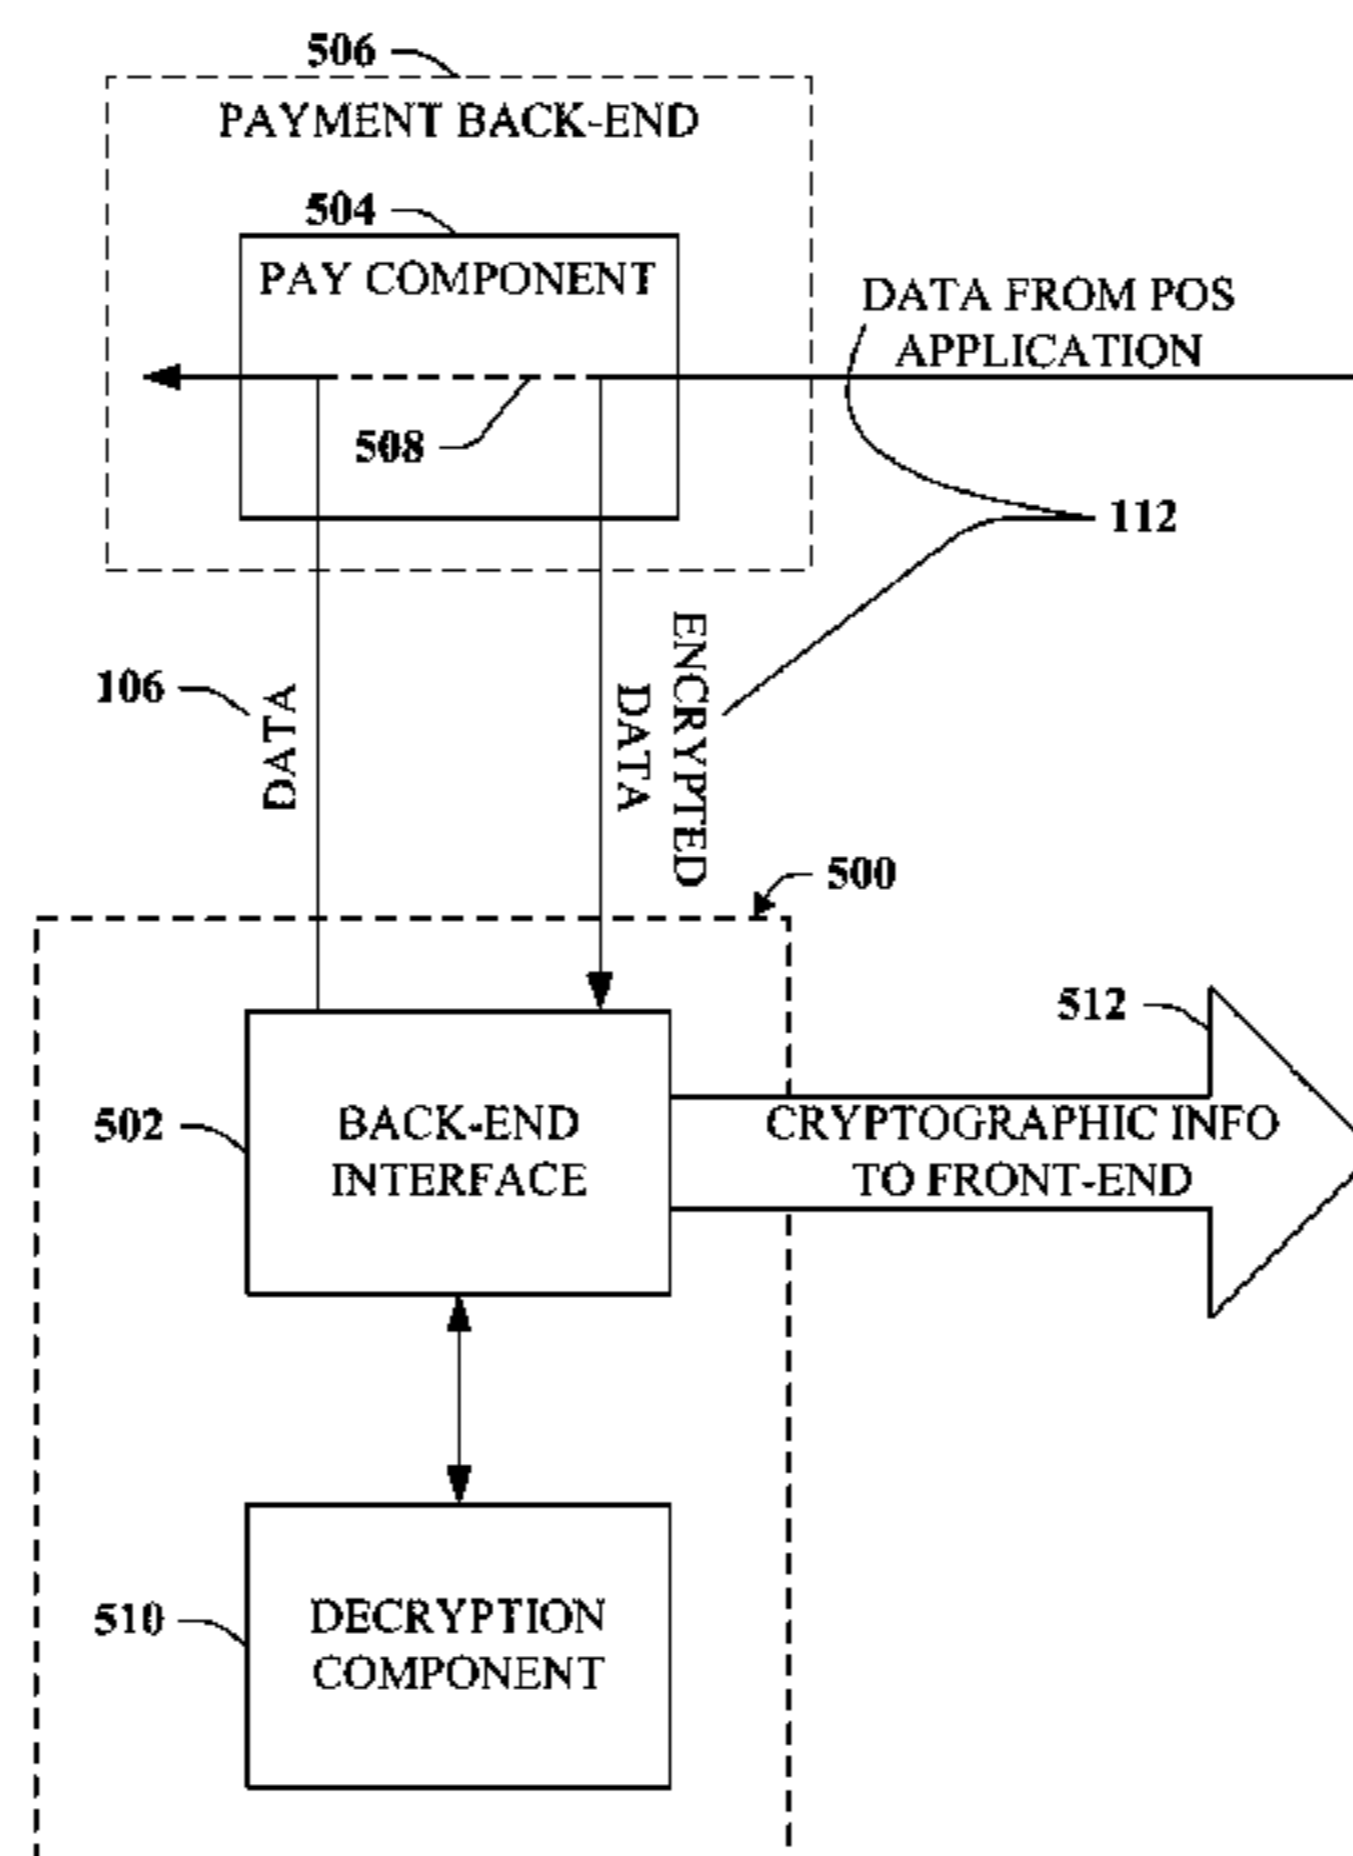 506
PAYMENT BACK-END
504
PAY COMPONENT
DATA FROM POS
APPLICATION
508
112
106
DATA
ENCRYPTED
DATA
500
512
502
BACK-END
INTERFACE
CRYPTOGRAPHIC INFO
TO FRONT-END
510
DECRYPTION
COMPONENT